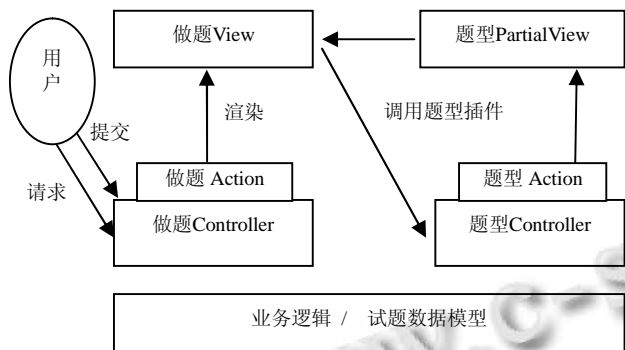 做题View
题型PartialView
用
户
渲染
调用题型插件
提交
请求
做题 Action
题型 Action
做题Controller
题型Controller
业务逻辑 / 试题数据模型